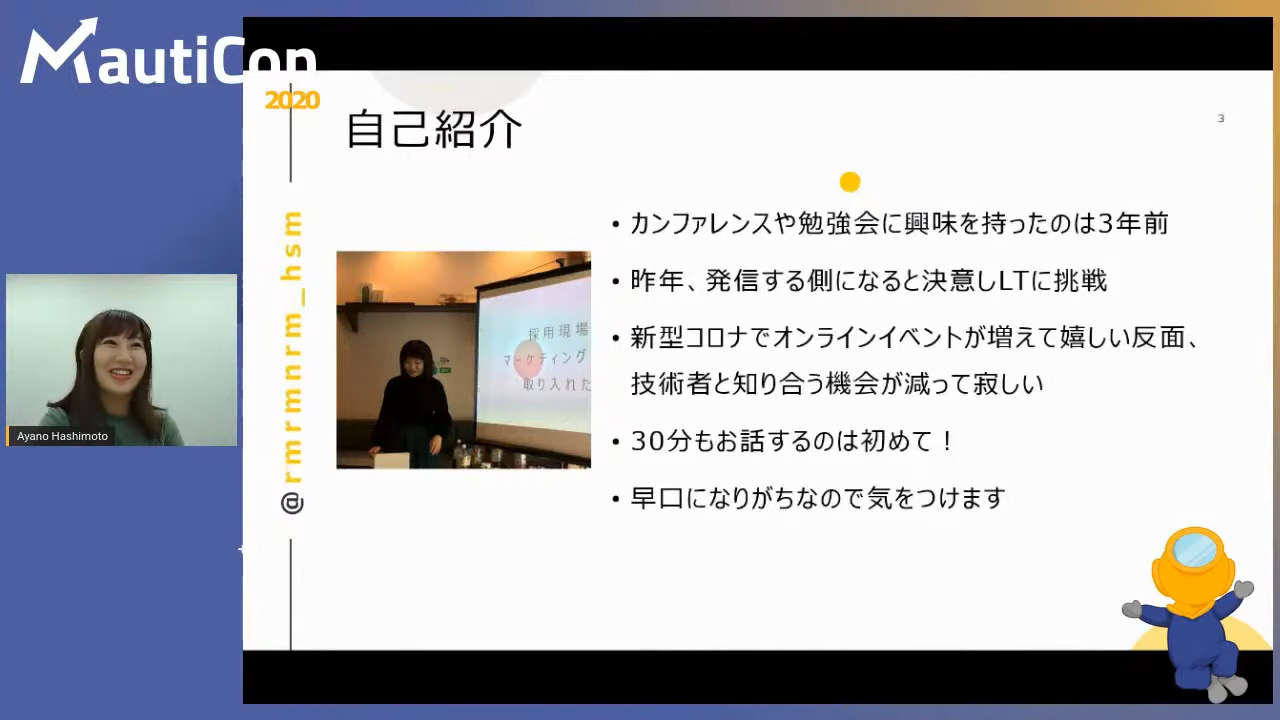 MautiCon
2020
自己紹介
3
@rmrmnrm_hsm
採用現場
マーケティング
取り入れた
• カンファレンスや勉強会に興味を持ったのは3年前
• 昨年、発信する側になると決意しLTに挑戦
• 新型コロナでオンラインイベントが増えて嬉しい反面、
技術者と知り合う機会が減って寂しい
• 30分もお話するのは初めて！
• 早口になりがちなので気をつけます
Ayano Hashimoto